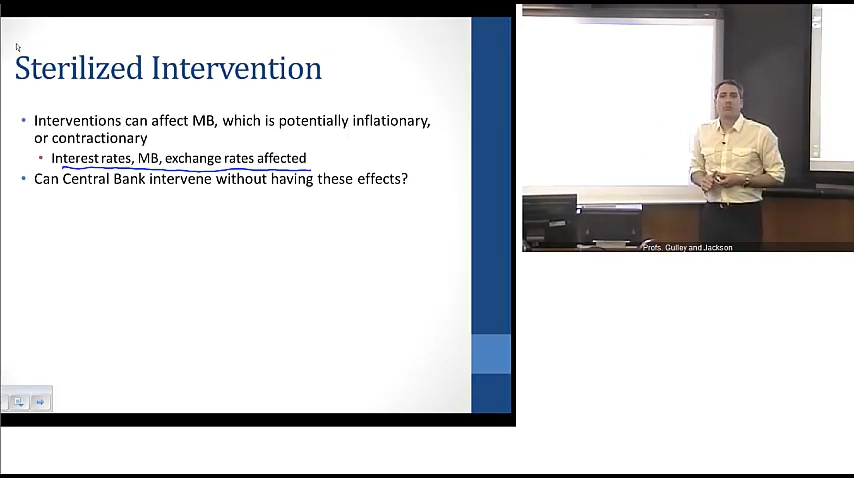 Sterilized Intervention
• Interventions can affect MB, which is potentially inflationary,
or contractionary
• Interest rates, MB, exchange rates affected
• Can Central Bank intervene without having these effects?
Profs. Gulley and Jackson